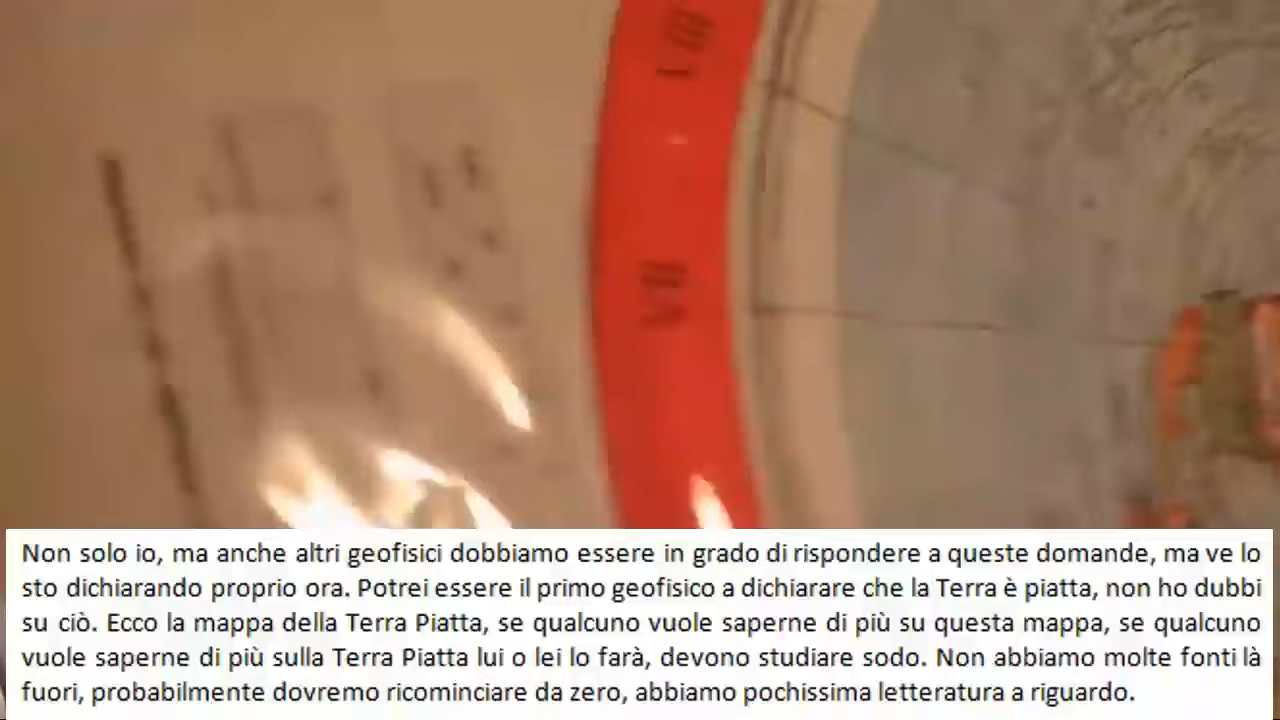 VIII
VII
Non solo io, ma anche altri geofisici dobbiamo essere in grado di rispondere a queste domande, ma ve lo
sto dichiarando proprio ora. Potrei essere il primo geofisico a dichiarare che la Terra è piatta, non ho dubbi
su ciò. Ecco la mappa della Terra Piatta, se qualcuno vuole saperne di più su questa mappa, se qualcuno
vuole saperne di più sulla Terra Piatta lui o lei lo farà, devono studiare sodo. Non abbiamo molte fonti là
fuori, probabilmente dovremo ricominciare da zero, abbiamo pochissima letteratura a riguardo.